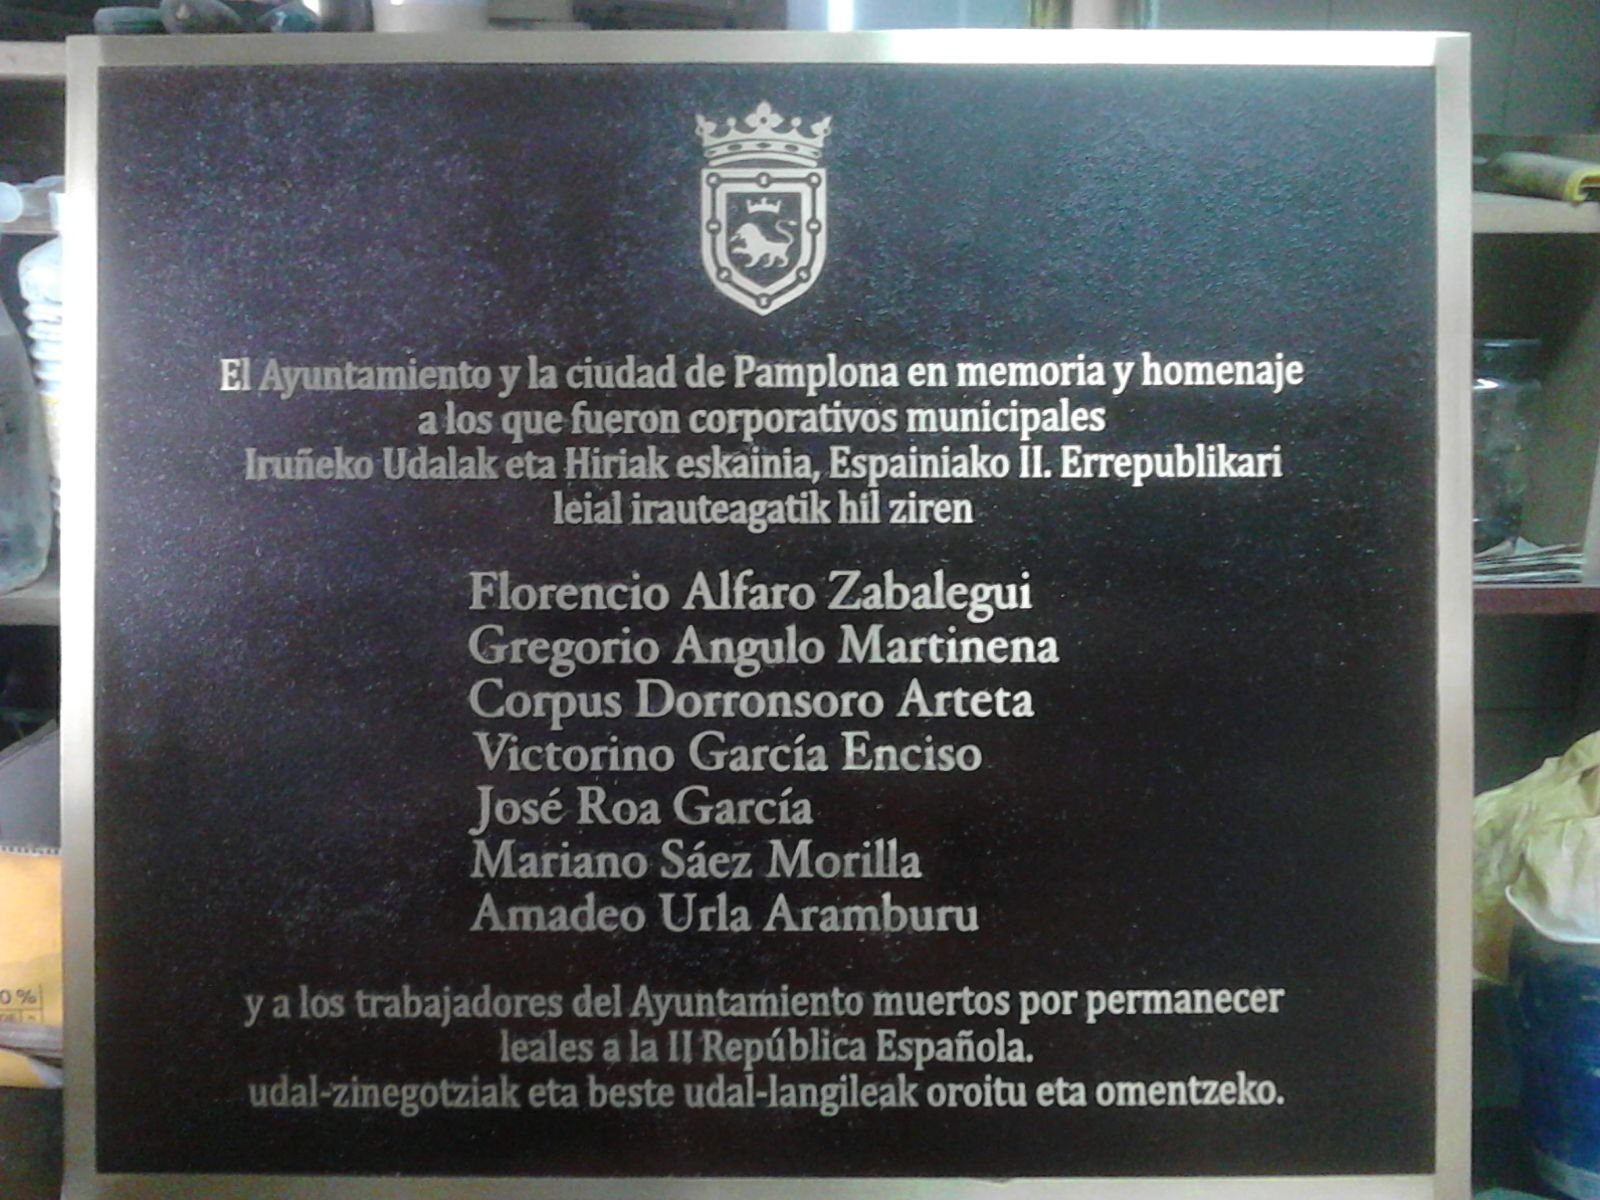 El Ayuntamiento y la ciudad de Pamplona en memoria y homenaje
a los que fueron corporativos municipales
Iruñeko Udalak eta Hiriak eskainia, Espainiako II. Errepublikari
leial irauteagatik hil ziren
Florencio Alfaro Zabalegui
Gregorio Angulo Martinena
Corpus Dorronsoro Arteta
Victorino García Enciso
José Roa García
Mariano Sáez Morilla
Amadeo Urla Aramburu
y a los trabajadores del Ayuntamiento muertos por permanecer
leales a la II República Española.
udal-zinegotziak eta beste udal-langileak oroitu eta omentzeko.
0 %